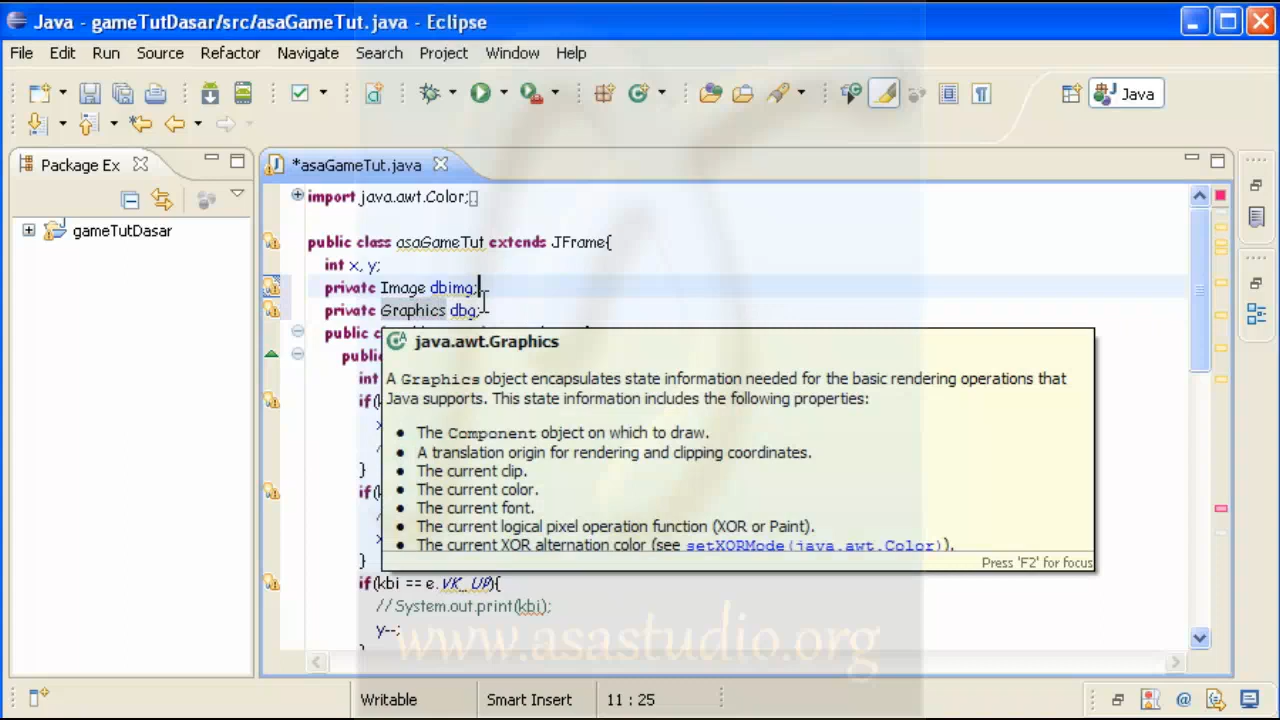 Java - gameTutDasar/src/asaGameTut.java - Eclipse
File Edit Run Source Refactor Navigate Search Project Window Help
Java
Package Ex
*asaGameTut.java
gameTutDasar
import java.awt.Color;
public class asaGameTut extends JFrame{
int x, y;
private Image dbimg;
private Graphics dbg;
public c
java.awt.Graphics
publi
int
A Graphics object encapsulates state information needed for the basic rendering operations that
if(k
Java supports. This state information includes the following properties:
x
The Component object on which to draw.
/
A translation origin for rendering and clipping coordinates.
}
The current clip.
if(k
The current color.
The current font.
/
The current logical pixel operation function (XOR or Paint).
x
The current XOR alternation color (see setXORMode(java.awt.Color)).
}
Press 'F2' for focus
if(kbi == e.VK_UP){
//System.out.print(kbi);
y--;
www.asastudio.org
Writable Smart Insert 11 : 25